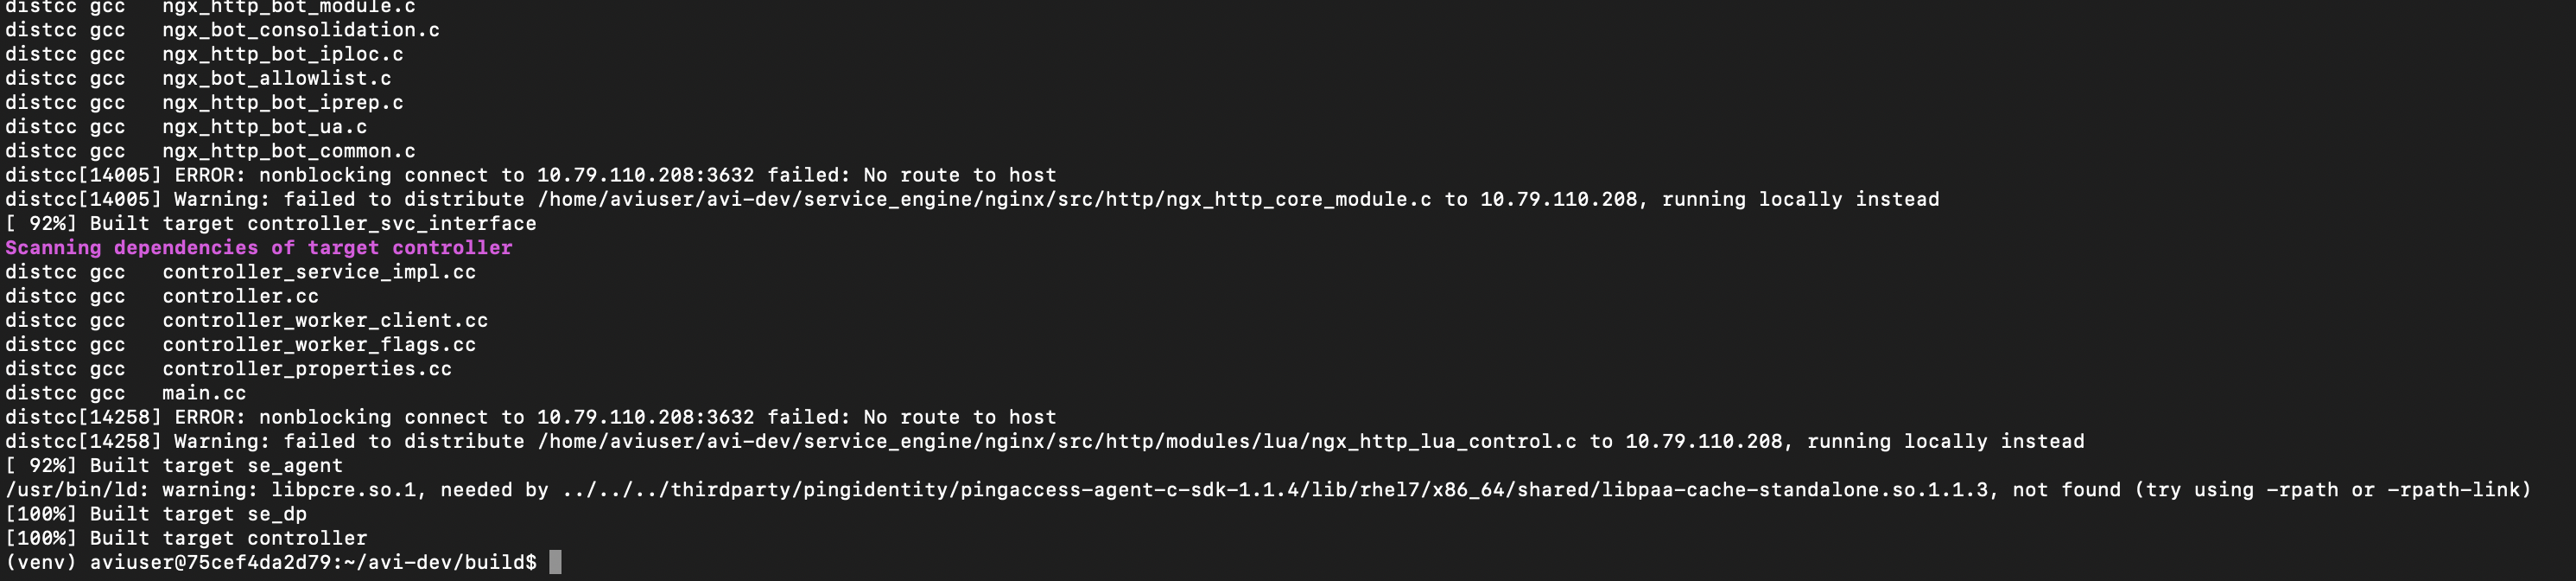 distcc gcc   ngx_http_bot_module.c
distcc gcc   ngx_bot_consolidation.c
distcc gcc   ngx_http_bot_iploc.c
distcc gcc   ngx_bot_allowlist.c
distcc gcc   ngx_http_bot_iprep.c
distcc gcc   ngx_http_bot_ua.c
distcc gcc   ngx_http_bot_common.c
distcc[14005] ERROR: nonblocking connect to 10.79.110.208:3632 failed: No route to host
distcc[14005] Warning: failed to distribute /home/aviuser/avi-dev/service_engine/nginx/src/http/ngx_http_core_module.c to 10.79.110.208, running locally instead
[ 92%] Built target controller_svc_interface
Scanning dependencies of target controller
distcc gcc   controller_service_impl.cc
distcc gcc   controller.cc
distcc gcc   controller_worker_client.cc
distcc gcc   controller_worker_flags.cc
distcc gcc   controller_properties.cc
distcc gcc   main.cc
distcc[14258] ERROR: nonblocking connect to 10.79.110.208:3632 failed: No route to host
distcc[14258] Warning: failed to distribute /home/aviuser/avi-dev/service_engine/nginx/src/http/modules/lua/ngx_http_lua_control.c to 10.79.110.208, running locally instead
[ 92%] Built target se_agent
/usr/bin/ld: warning: libpcre.so.1, needed by ../../../thirdparty/pingidentity/pingaccess-agent-c-sdk-1.1.4/lib/rhel7/x86_64/shared/libpaa-cache-standalone.so.1.1.3, not found (try using -rpath or -rpath-link)
[100%] Built target se_dp
[100%] Built target controller
(venv) aviuser@75cef4da2d79:~/avi-dev/build$